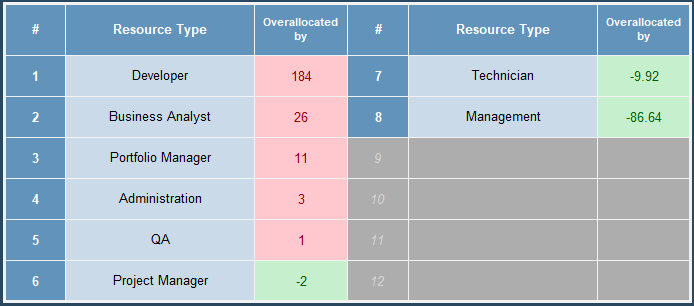 # Resource Type Overallocated by # Resource Type Overallocated by
1 Developer 184 7 Technician -9.92
2 Business Analyst 26 8 Management -86.64
3 Portfolio Manager 11 9
4 Administration 3 10
5 QA 1 11
6 Project Manager -2 12